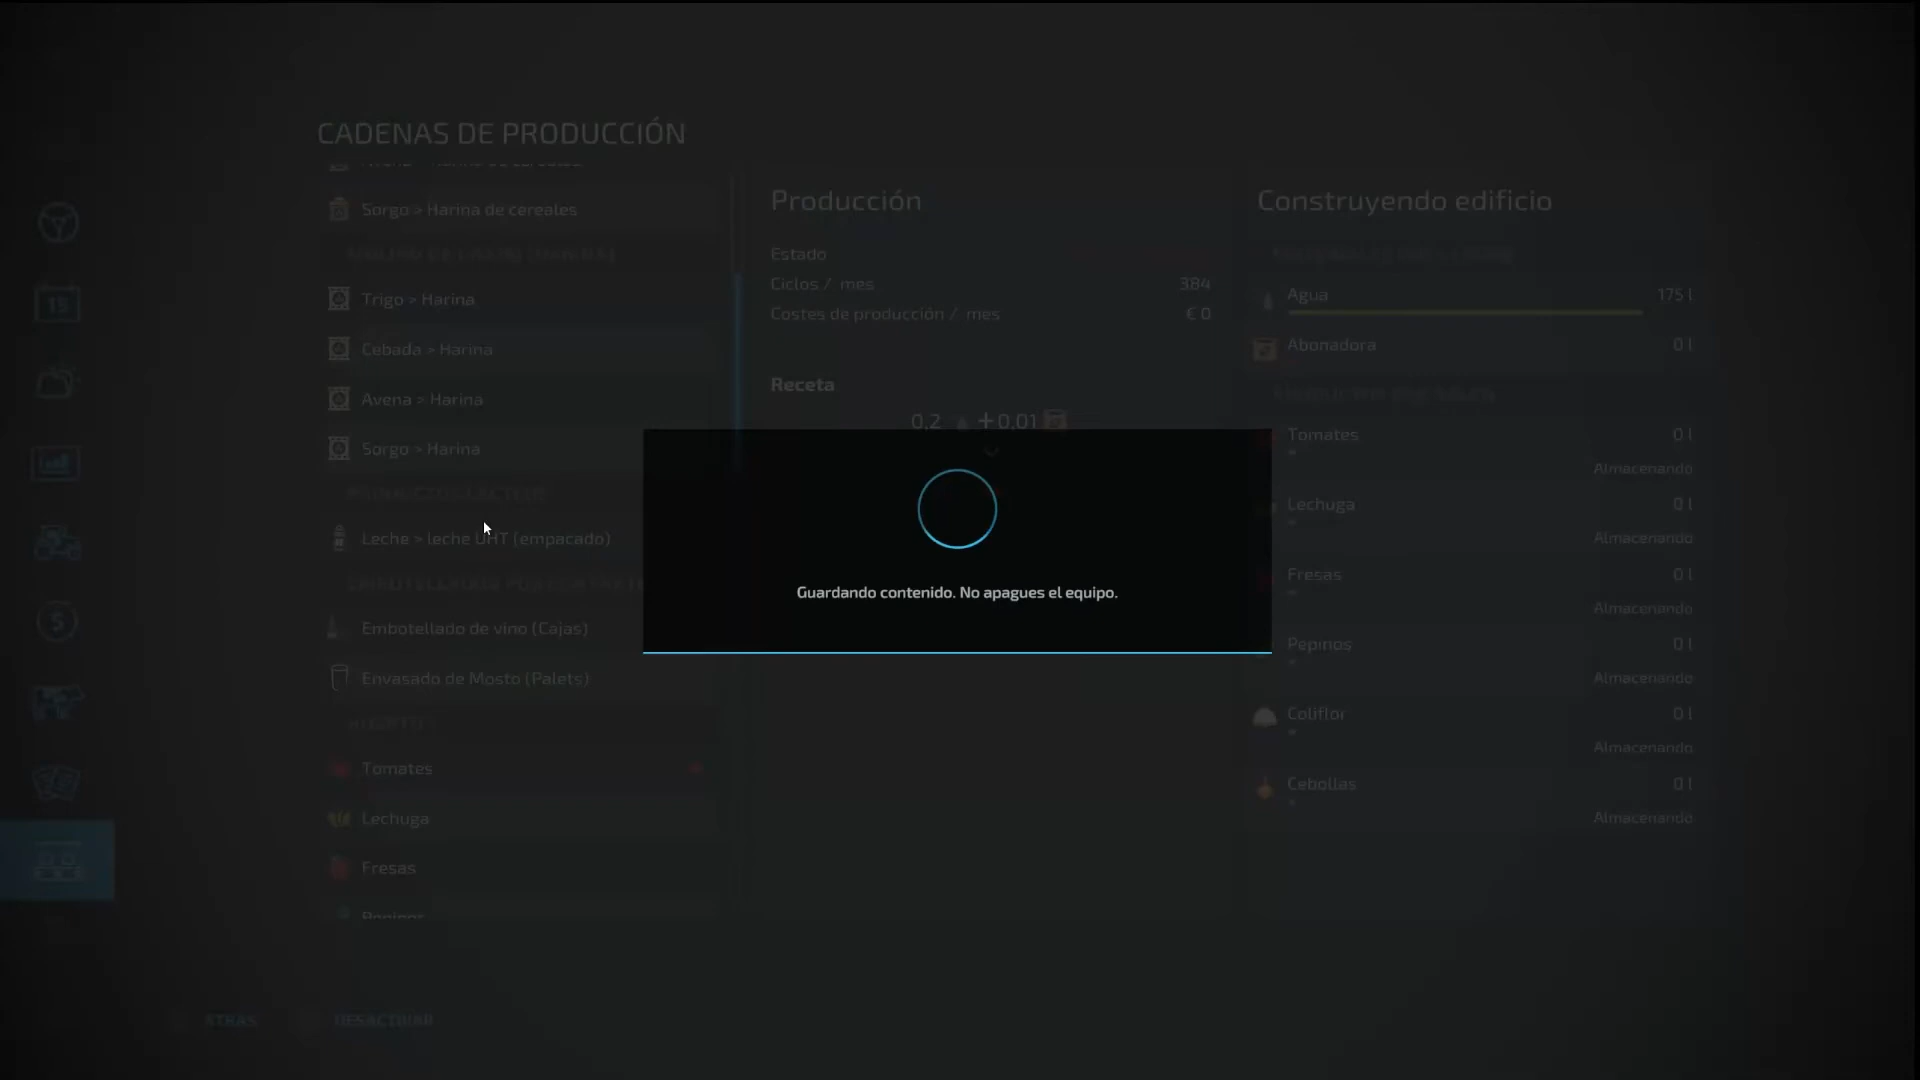 CADENAS DE PRODUCCIÓN
Sorgo > Harina de cereales
Trigo > Harina
Cebada > Harina
Avena > Harina
Sorgo > Harina
PRODUCTOS LÁCTEOS
Leche > leche UHT (empacado)
Embotellado de vino (Cajas)
Envasado de Mosto (Palets)
Tomates
Lechuga
Fresas
Pepinos
ATRÁS
DESACTIVAR
Producción
Estado
Ciclos / mes 384
Costes de producción / mes € 0
Receta
0,2 + 0,01
Guardando contenido. No apagues el equipo.
Construyendo edificio
Agua 175 l
Abonadora 0 l
Tomates 0 l
Almacenando
Lechuga 0 l
Almacenando
Fresas 0 l
Almacenando
Pepinos 0 l
Almacenando
Coliflor 0 l
Almacenando
Cebollas 0 l
Almacenando
15
$